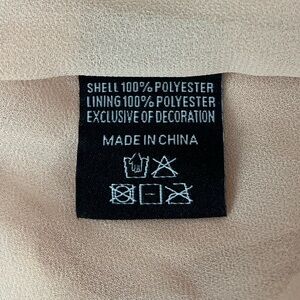 SHELL 100% POLYESTER
LINING 100% POLYESTER
EXCLUSIVE OF DECORATION
MADE IN CHINA